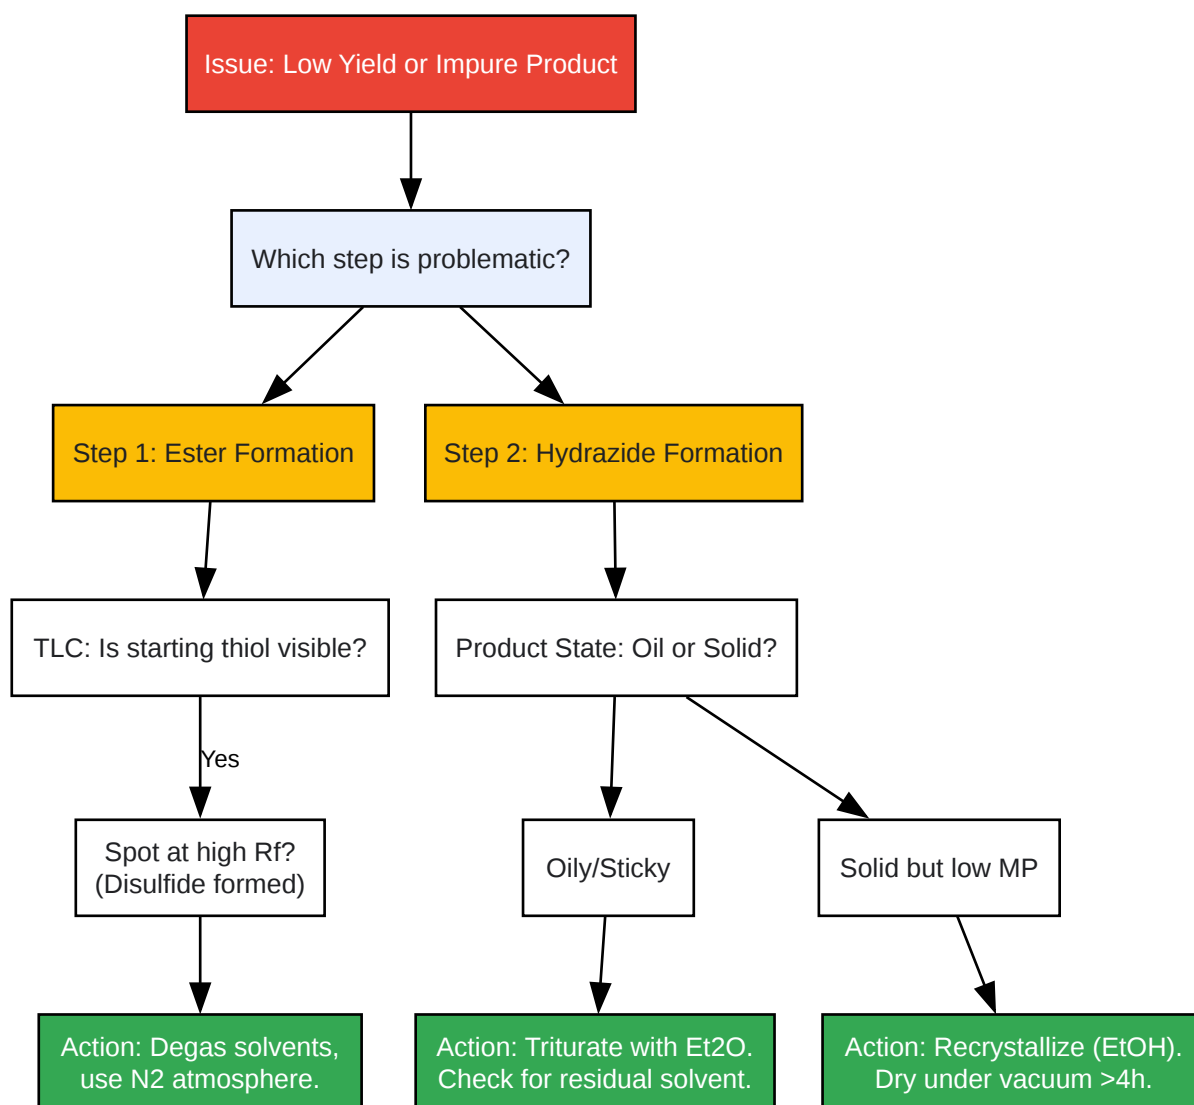 Issue: Low Yield or Impure Product
Which step is problematic?
Step 1: Ester Formation
Step 2: Hydrazide Formation
TLC: Is starting thiol visible?
Product State: Oil or Solid?
Yes
Spot at high Rf?
(Disulfide formed)
Oily/Sticky
Solid but low MP
Action: Degas solvents,
use N2 atmosphere.
Action: Triturate with Et2O.
Check for residual solvent.
Action: Recrystallize (EtOH).
Dry under vacuum >4h.